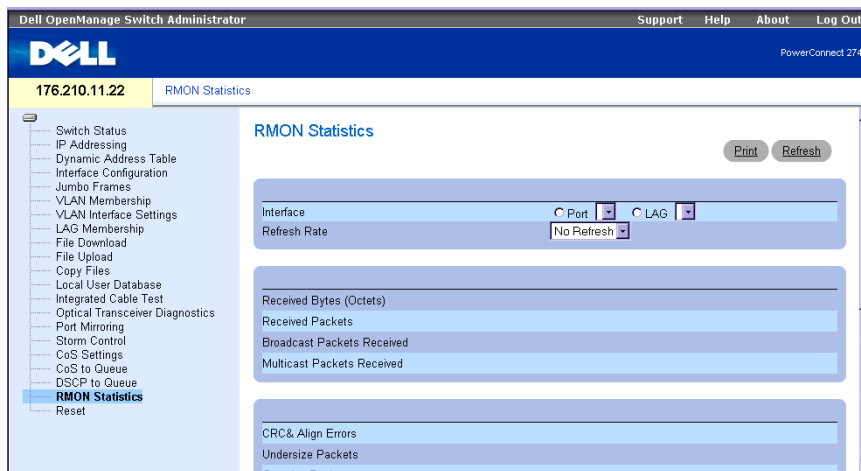 Dell OpenManage Switch Administrator
Support Help About Log Out
DELL
PowerConnect 274
176.210.11.22
RMON Statistics
Switch Status
IP Addressing
Dynamic Address Table
Interface Configuration
Jumbo Frames
VLAN Membership
VLAN Interface Settings
LAG Membership
File Download
File Upload
Copy Files
Local User Database
Integrated Cable Test
Optical Transceiver Diagnostics
Port Mirroring
Storm Control
CoS Settings
CoS to Queue
DSCP to Queue
RMON Statistics
Reset
RMON Statistics
Print Refresh
Interface Port LAG
Refresh Rate No Refresh
Received Bytes (Octets)
Received Packets
Broadcast Packets Received
Multicast Packets Received
CRC& Align Errors
Undersize Packets